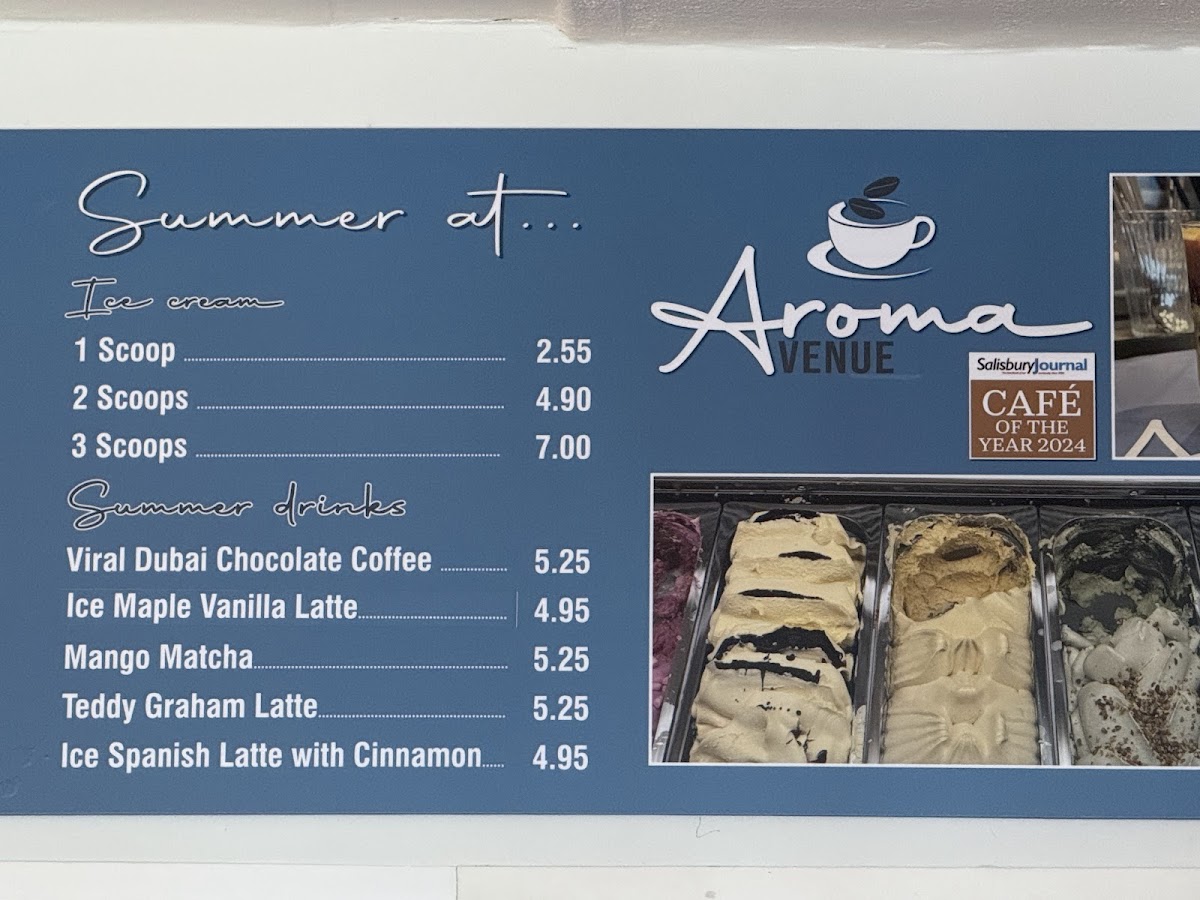 Summer at...
Ice cream
1 Scoop ........ 2.55
2 Scoops ........ 4.90
3 Scoops ........ 7.00
Summer drinks
Viral Dubai Chocolate Coffee ........ 5.25
Ice Maple Vanilla Latte........ 4.95
Mango Matcha........ 5.25
Teddy Graham Latte........ 5.25
Ice Spanish Latte with Cinnamon..... 4.95
Aroma
VENUE
Salisbury Journal
CAFÉ
OF THE
YEAR 2024